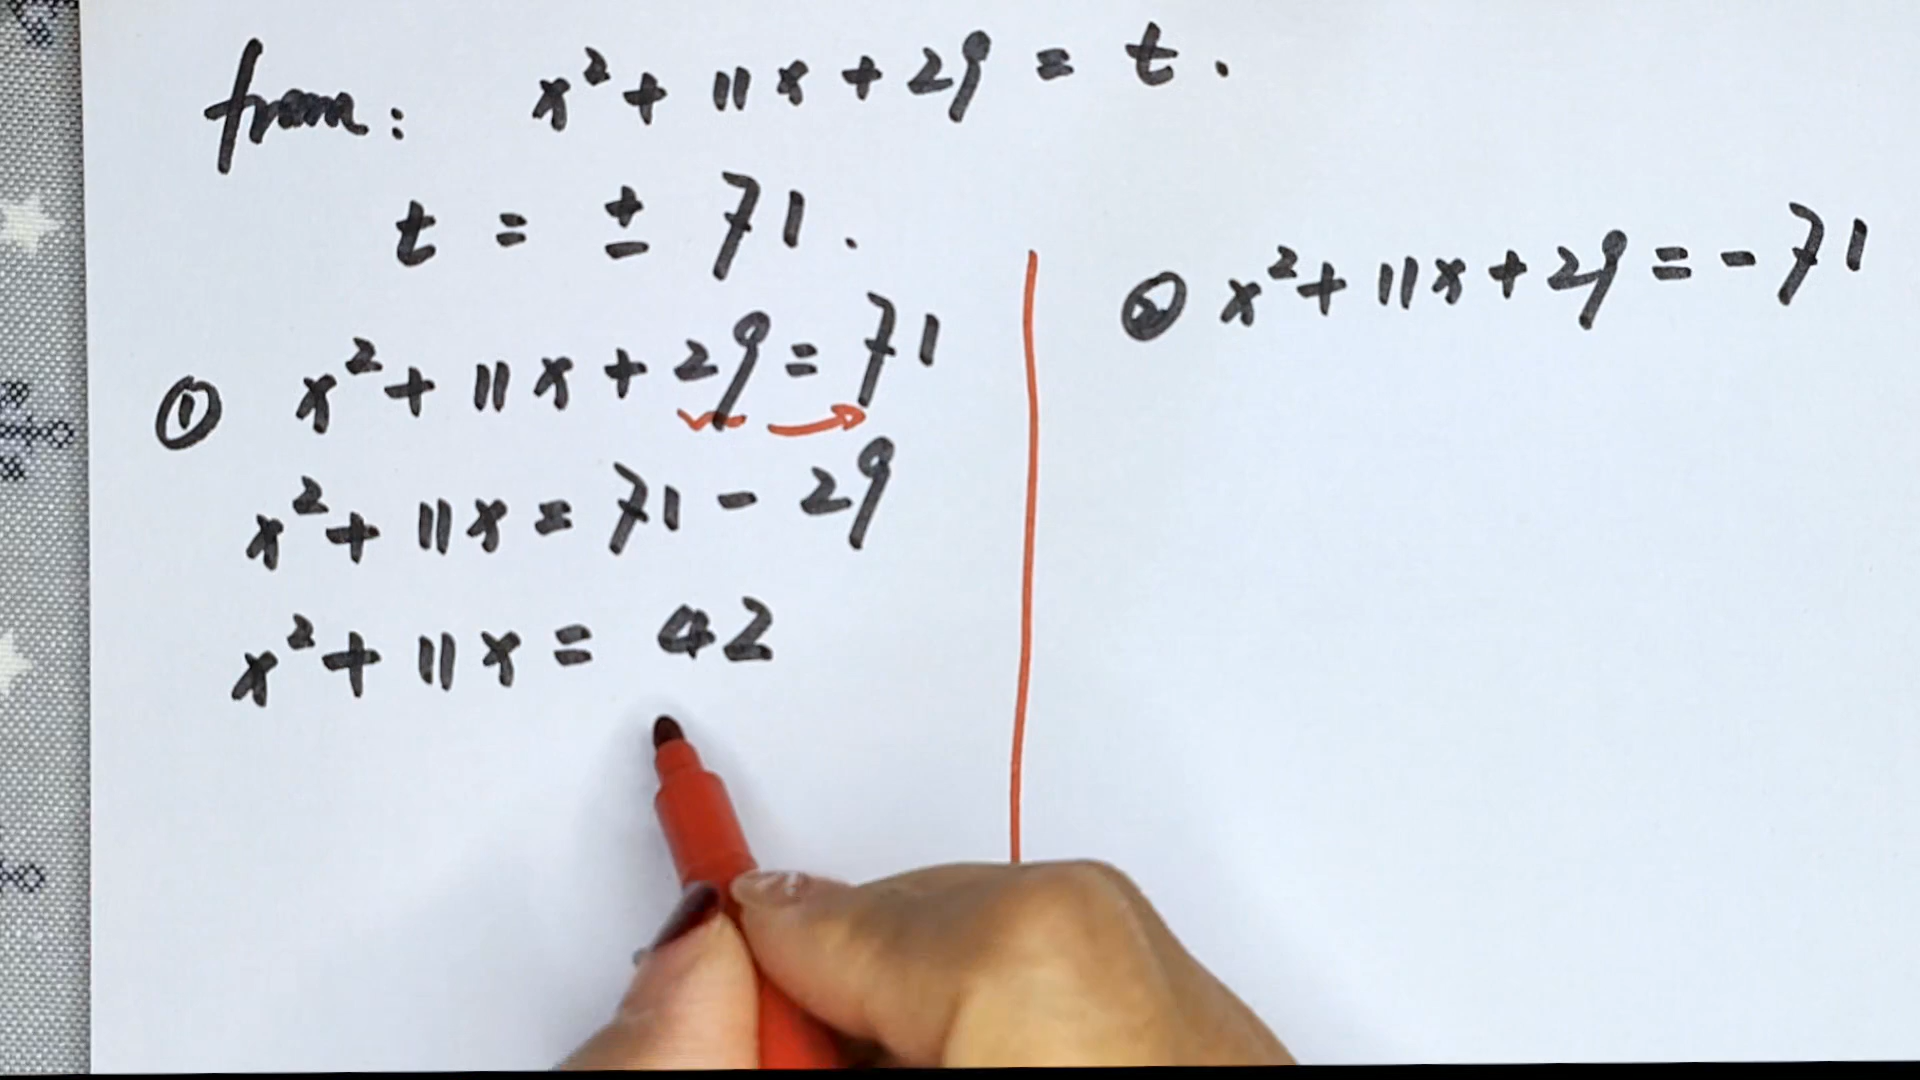 from: x² + 11x + 29 = t.
t = ± 71.
① x² + 11x + 29 = 71
x² + 11x = 71 - 29
x² + 11x = 42
② x² + 11x + 29 = - 71